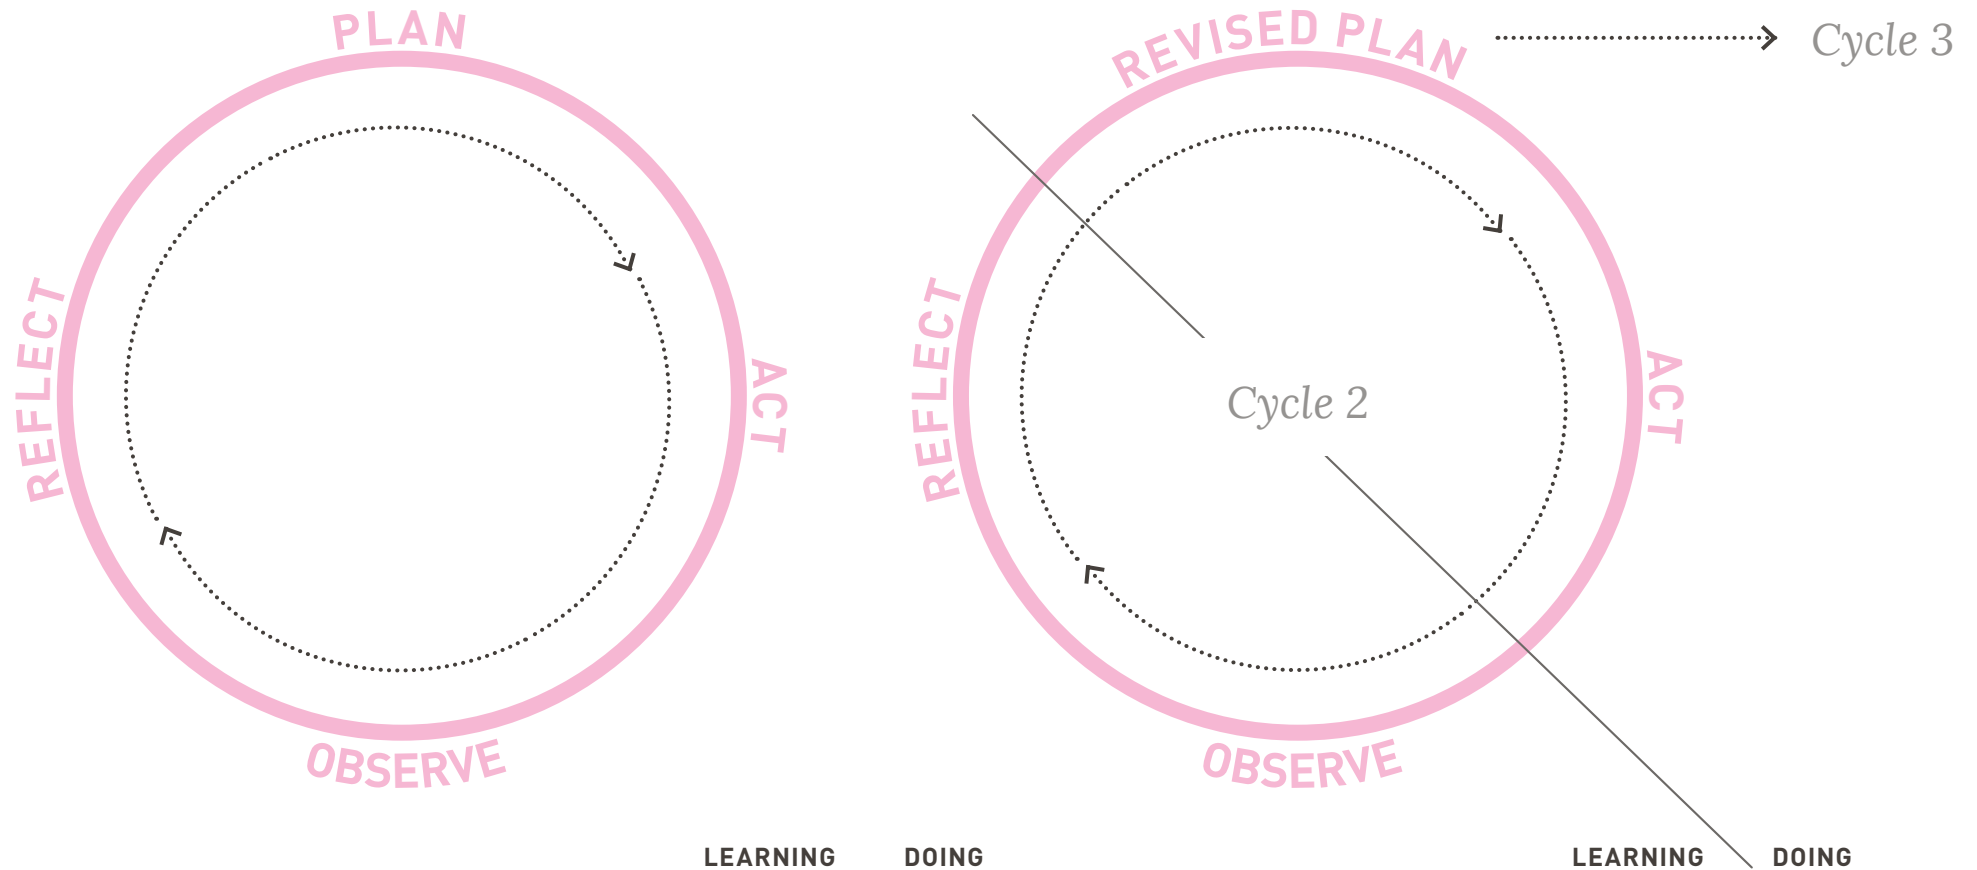 PLAN
ACT
OBSERVE
REFLECT
LEARNING
DOING
REVISED PLAN
ACT
OBSERVE
REFLECT
Cycle 2
LEARNING
DOING
Cycle 3